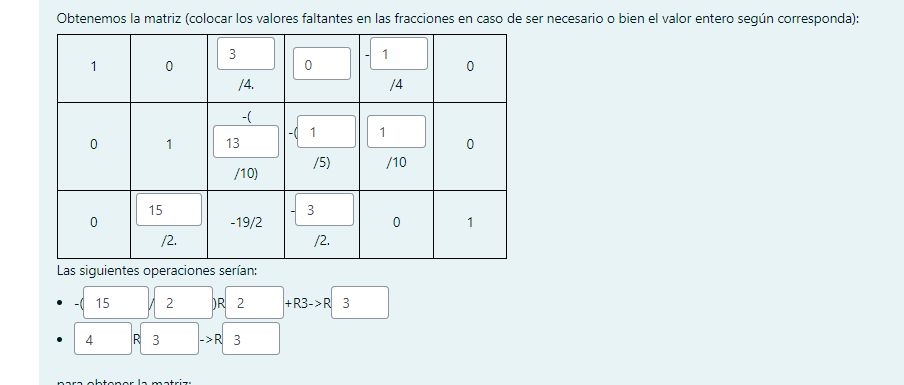 Obtenemos la matriz (colocar los valores faltantes en las fracciones en caso de ser necesario o bien el valor entero según corresponda):
1 0 3 /4. 0 -1 /4 0
0 1 -( 13 /10) -( 1 /5) 1 /10 0
0 15 /2. -19/2 - 3 /2. 0 1
Las siguientes operaciones serían:
• -( 15 / 2 )R 2 +R3->R 3
• 4 R 3 ->R 3
para obtener la matriz: